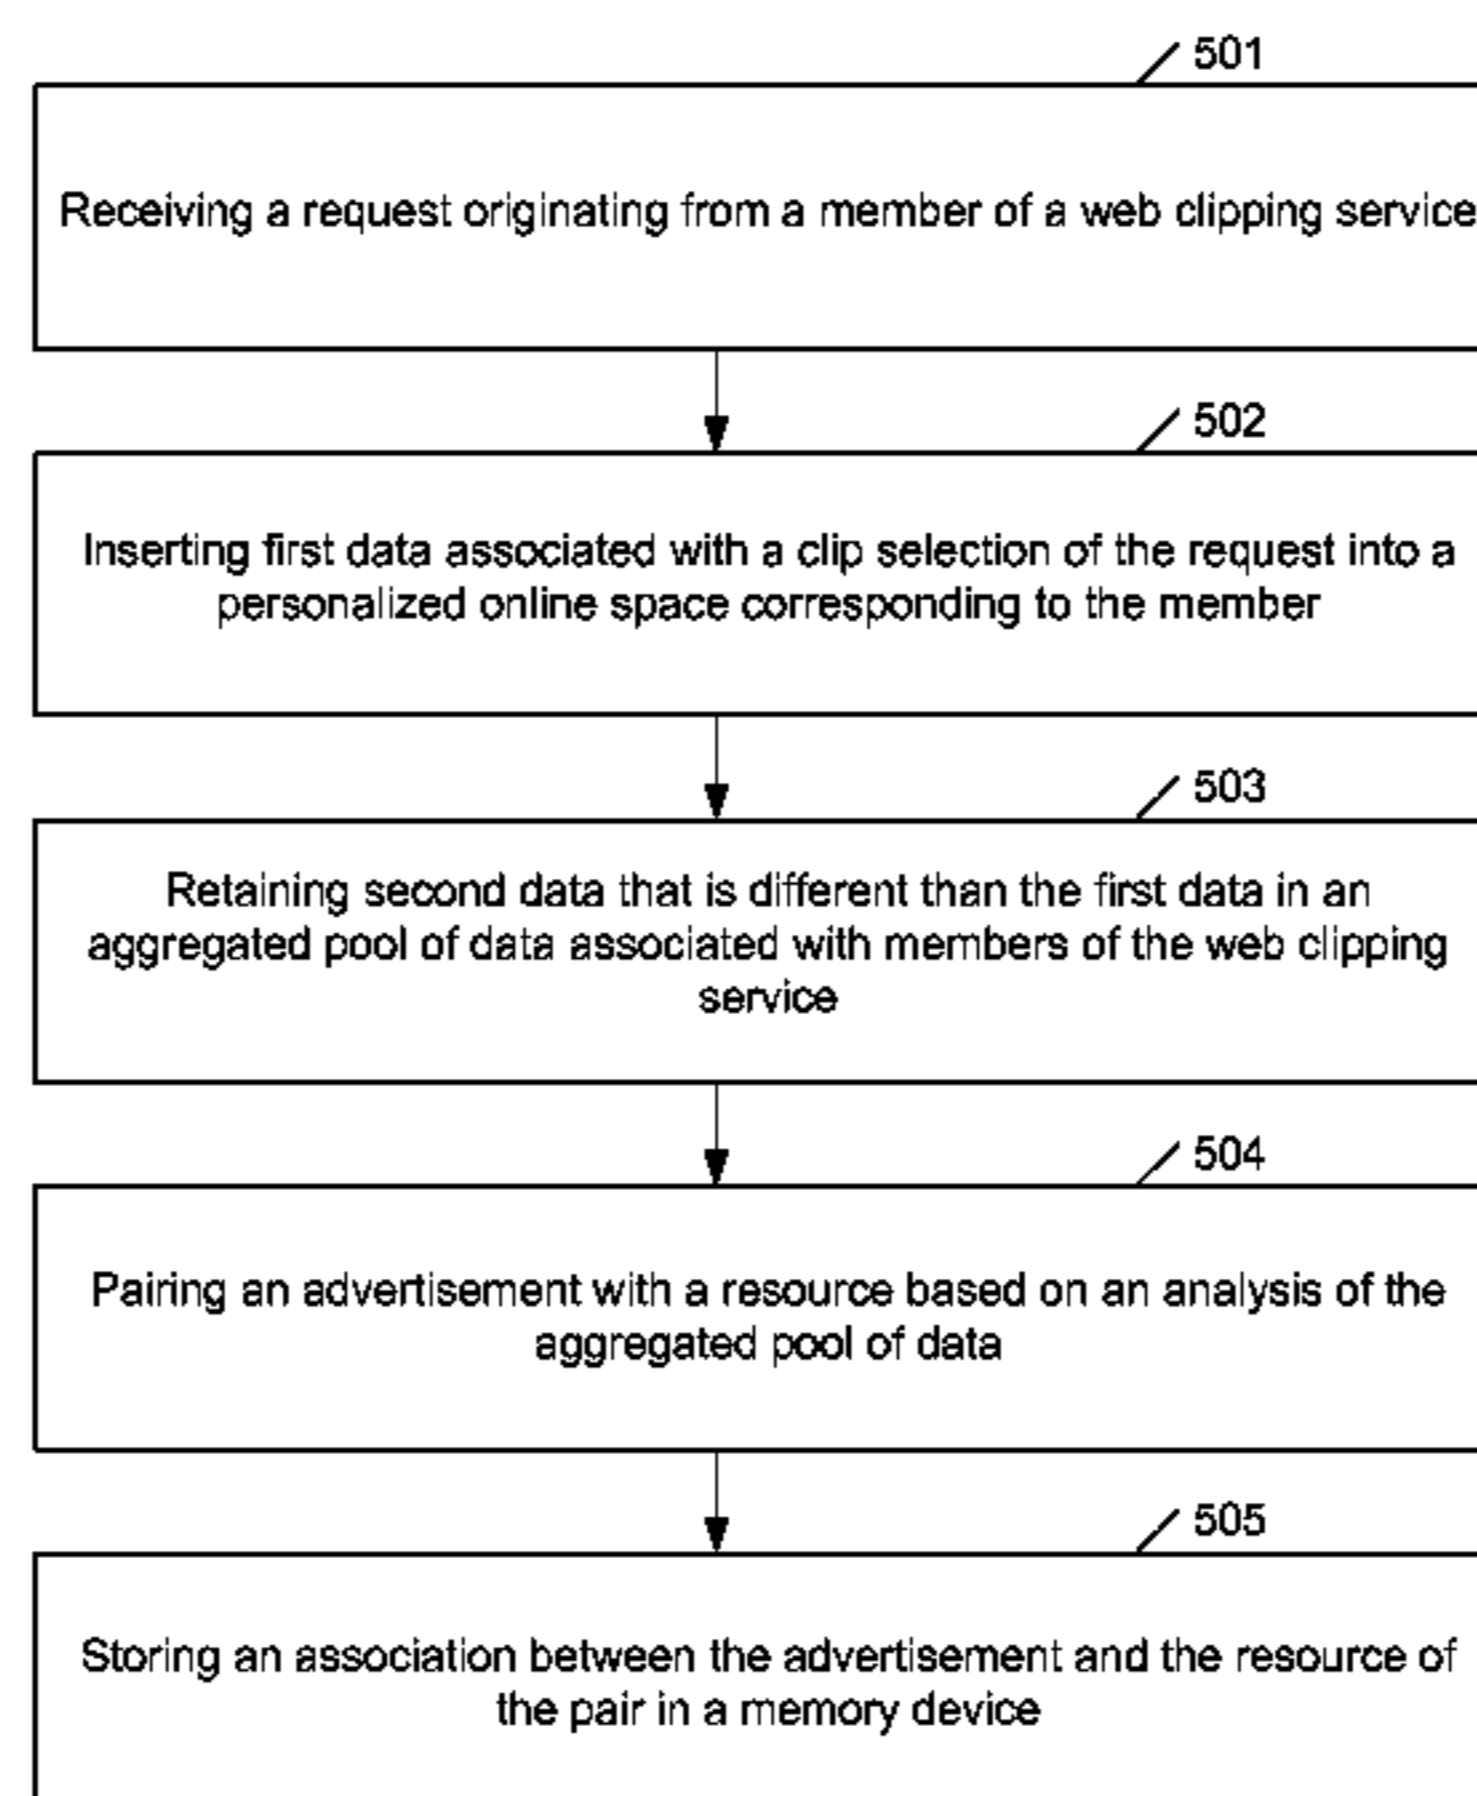 501
Receiving a request originating from a member of a web clipping service
502
Inserting first data associated with a clip selection of the request into a
personalized online space corresponding to the member
503
Retaining second data that is different than the first data in an
aggregated pool of data associated with members of the web clipping
service
504
Pairing an advertisement with a resource based on an analysis of the
aggregated pool of data
505
Storing an association between the advertisement and the resource of
the pair in a memory device